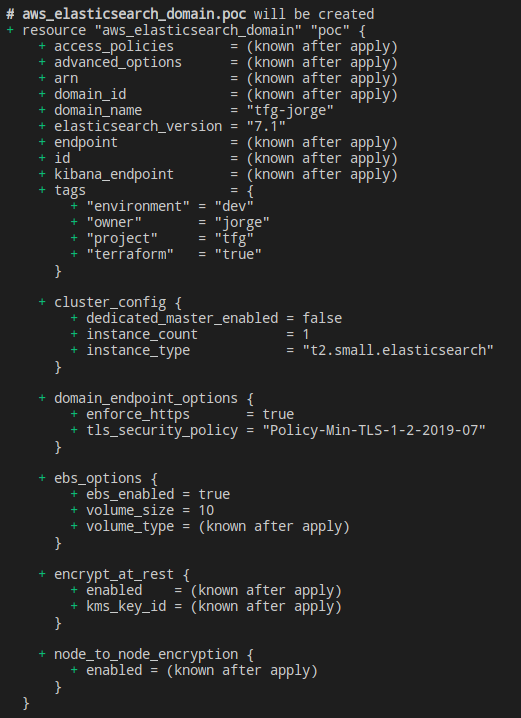 # aws_elasticsearch_domain.poc will be created
+ resource "aws_elasticsearch_domain" "poc" {
    + access_policies       = (known after apply)
    + advanced_options      = (known after apply)
    + arn                   = (known after apply)
    + domain_id             = (known after apply)
    + domain_name           = "tfg-jorge"
    + elasticsearch_version = "7.1"
    + endpoint              = (known after apply)
    + id                    = (known after apply)
    + kibana_endpoint       = (known after apply)
    + tags                  = {
        + "environment" = "dev"
        + "owner"       = "jorge"
        + "project"     = "tfg"
        + "terraform"   = "true"
      }

    + cluster_config {
        + dedicated_master_enabled = false
        + instance_count           = 1
        + instance_type            = "t2.small.elasticsearch"
      }

    + domain_endpoint_options {
        + enforce_https       = true
        + tls_security_policy = "Policy-Min-TLS-1-2-2019-07"
      }

    + ebs_options {
        + ebs_enabled = true
        + volume_size = 10
        + volume_type = (known after apply)
      }

    + encrypt_at_rest {
        + enabled    = (known after apply)
        + kms_key_id = (known after apply)
      }

    + node_to_node_encryption {
        + enabled = (known after apply)
      }
  }